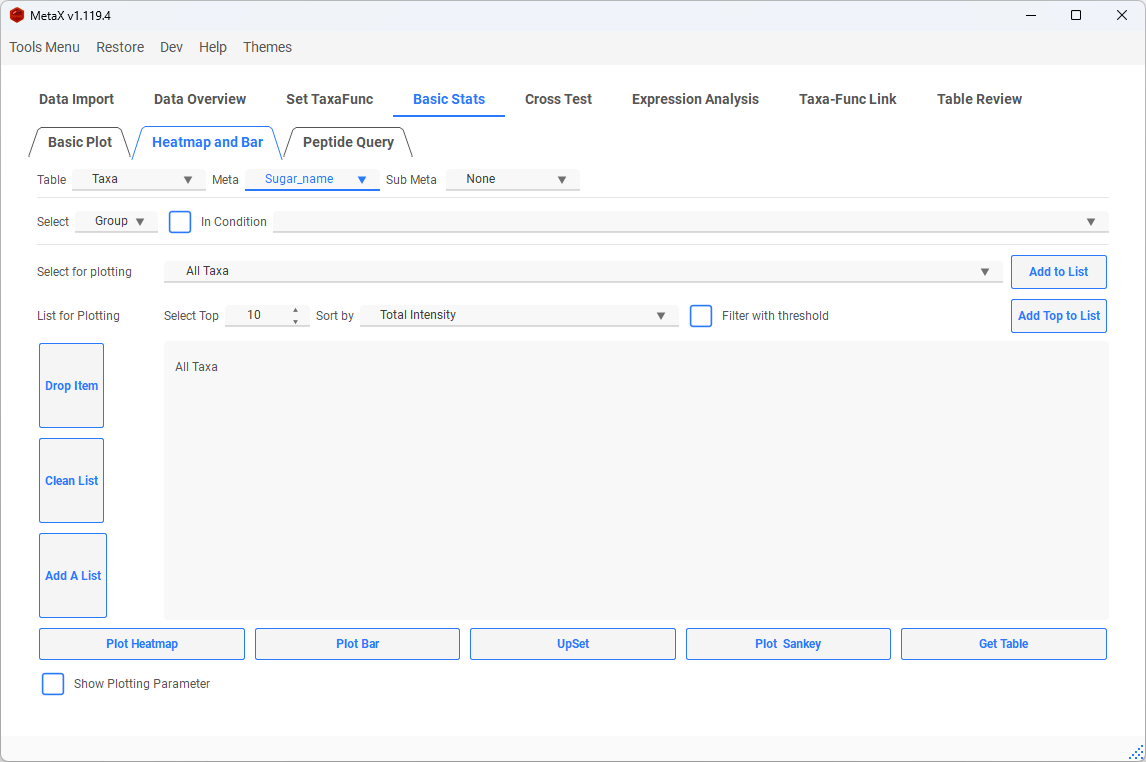 MetaX v1.119.4
Tools Menu Restore Dev Help Themes
Data Import Data Overview Set TaxaFunc Basic Stats Cross Test Expression Analysis Taxa-Func Link Table Review
Basic Plot Heatmap and Bar Peptide Query
Table Taxa Meta Sugar_name Sub Meta None
Select Group In Condition
Select for plotting All Taxa Add to List
List for Plotting Select Top 10 Sort by Total Intensity Filter with threshold Add Top to List
All Taxa
Drop Item
Clean List
Add A List
Plot Heatmap Plot Bar UpSet Plot Sankey Get Table
Show Plotting Parameter